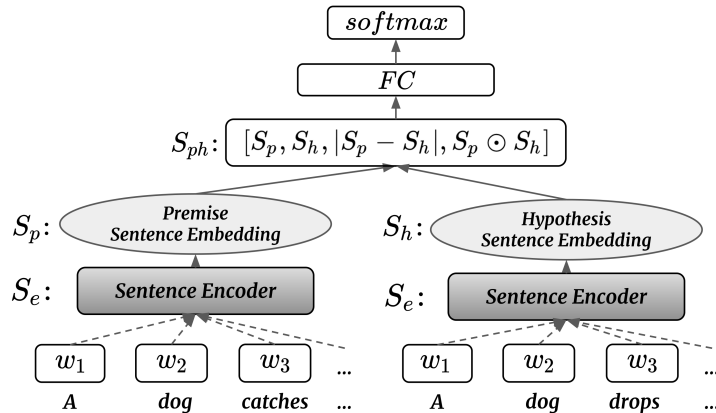 softmax
FC
S_ph: [S_p, S_h, |S_p − S_h|, S_p ⊙ S_h]
S_p: Premise
Sentence Embedding
S_h: Hypothesis
Sentence Embedding
S_e: Sentence Encoder
S_e: Sentence Encoder
w_1 w_2 w_3 ...
A dog catches ...
w_1 w_2 w_3 ...
A dog drops ...